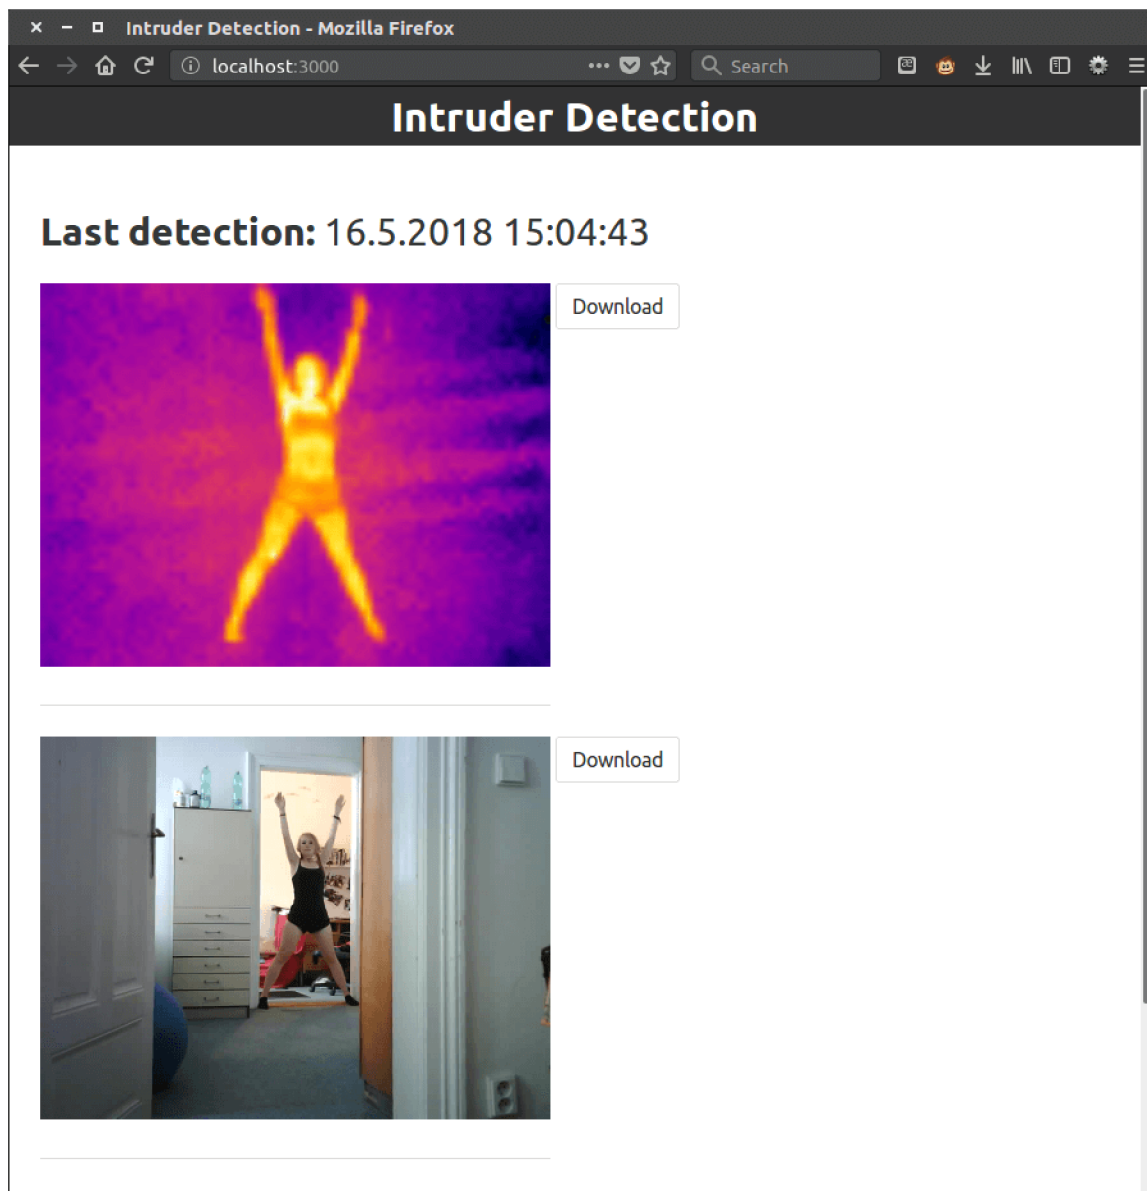 Intruder Detection - Mozilla Firefox
localhost:3000
Search
Intruder Detection
Last detection: 16.5.2018 15:04:43
Download
Download